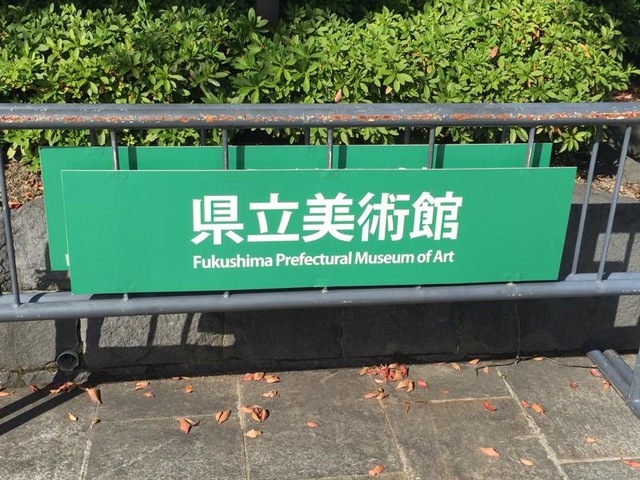 県立美術館
Fukushima Prefectural Museum of Art